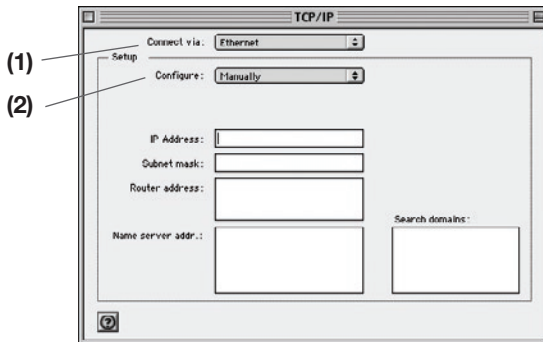 TCP/IP
(1)
Connect via: Ethernet
Setup
(2)
Configure: Manually
IP Address:
Subnet mask:
Router address:
Search domains:
Name server addr.:
?